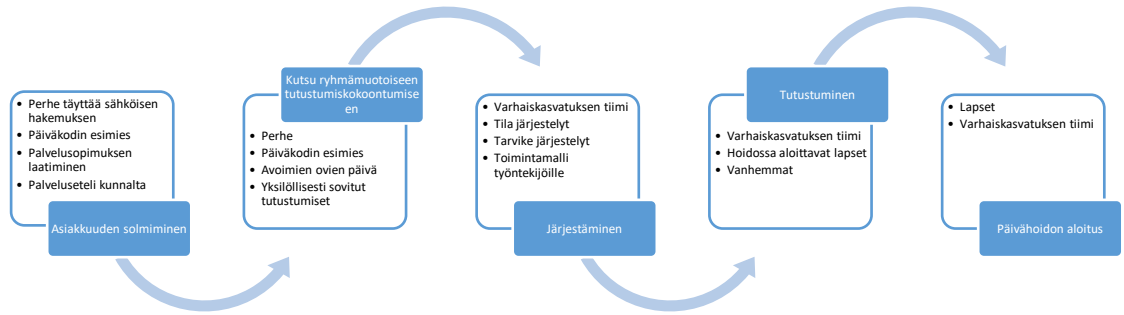 • Perhe täyttää sähköisen
hakemuksen
• Päiväkodin esimies
• Palvelusopimuksen
laatiminen
• Palveluseteli kunnalta
Asiakkuuden solmiminen
Kutsu ryhmämuotoiseen
tutustumiskokoontumise
en
• Perhe
• Päiväkodin esimies
• Avoimien ovien päivä
• Yksilöllisesti sovitut
tutustumiset
• Varhaiskasvatuksen tiimi
• Tila järjestelyt
• Tarvike järjestelyt
• Toimintamalli
työntekijöille
Järjestäminen
Tutustuminen
• Varhaiskasvatuksen tiimi
• Hoidossa aloittavat lapset
• Vanhemmat
• Lapset
• Varhaiskasvatuksen tiimi
Päivähoidon aloitus